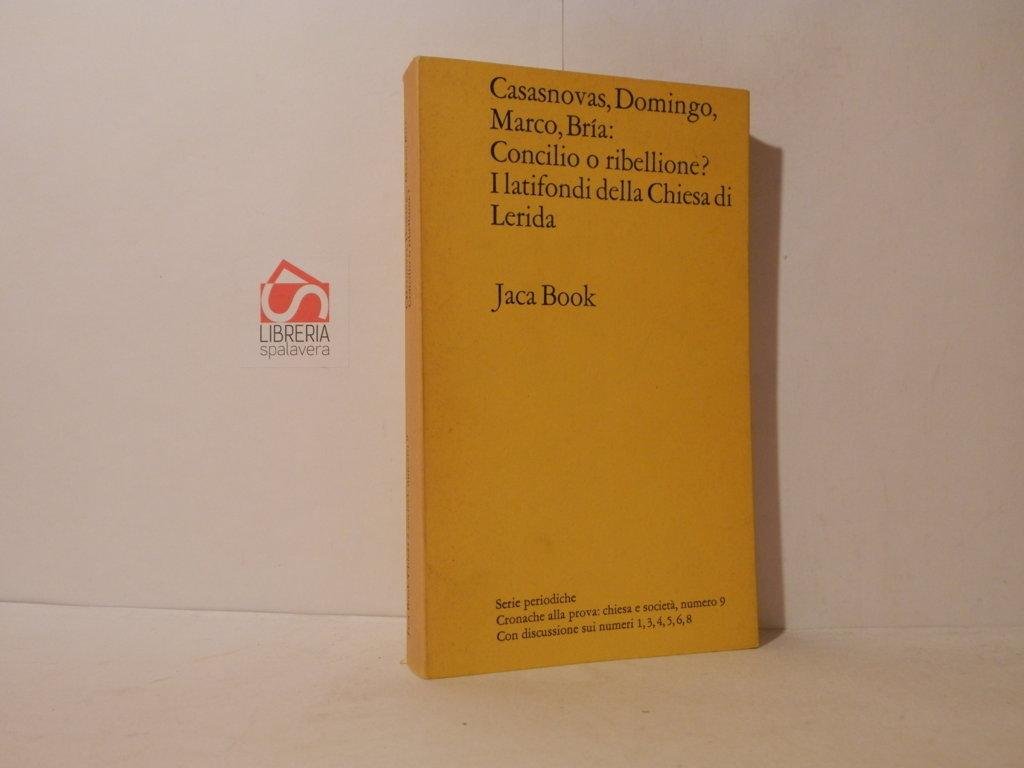 Casasnovas, Domingo,
Marco, Bría:
Concilio o ribellione?
I latifondi della Chiesa di
Lerida
Jaca Book
Serie periodiche
Cronache alla prova: chiesa e società, numero 9
Con discussione sui numeri 1, 3, 4, 5, 6, 8
LIBRERIA
spalavera